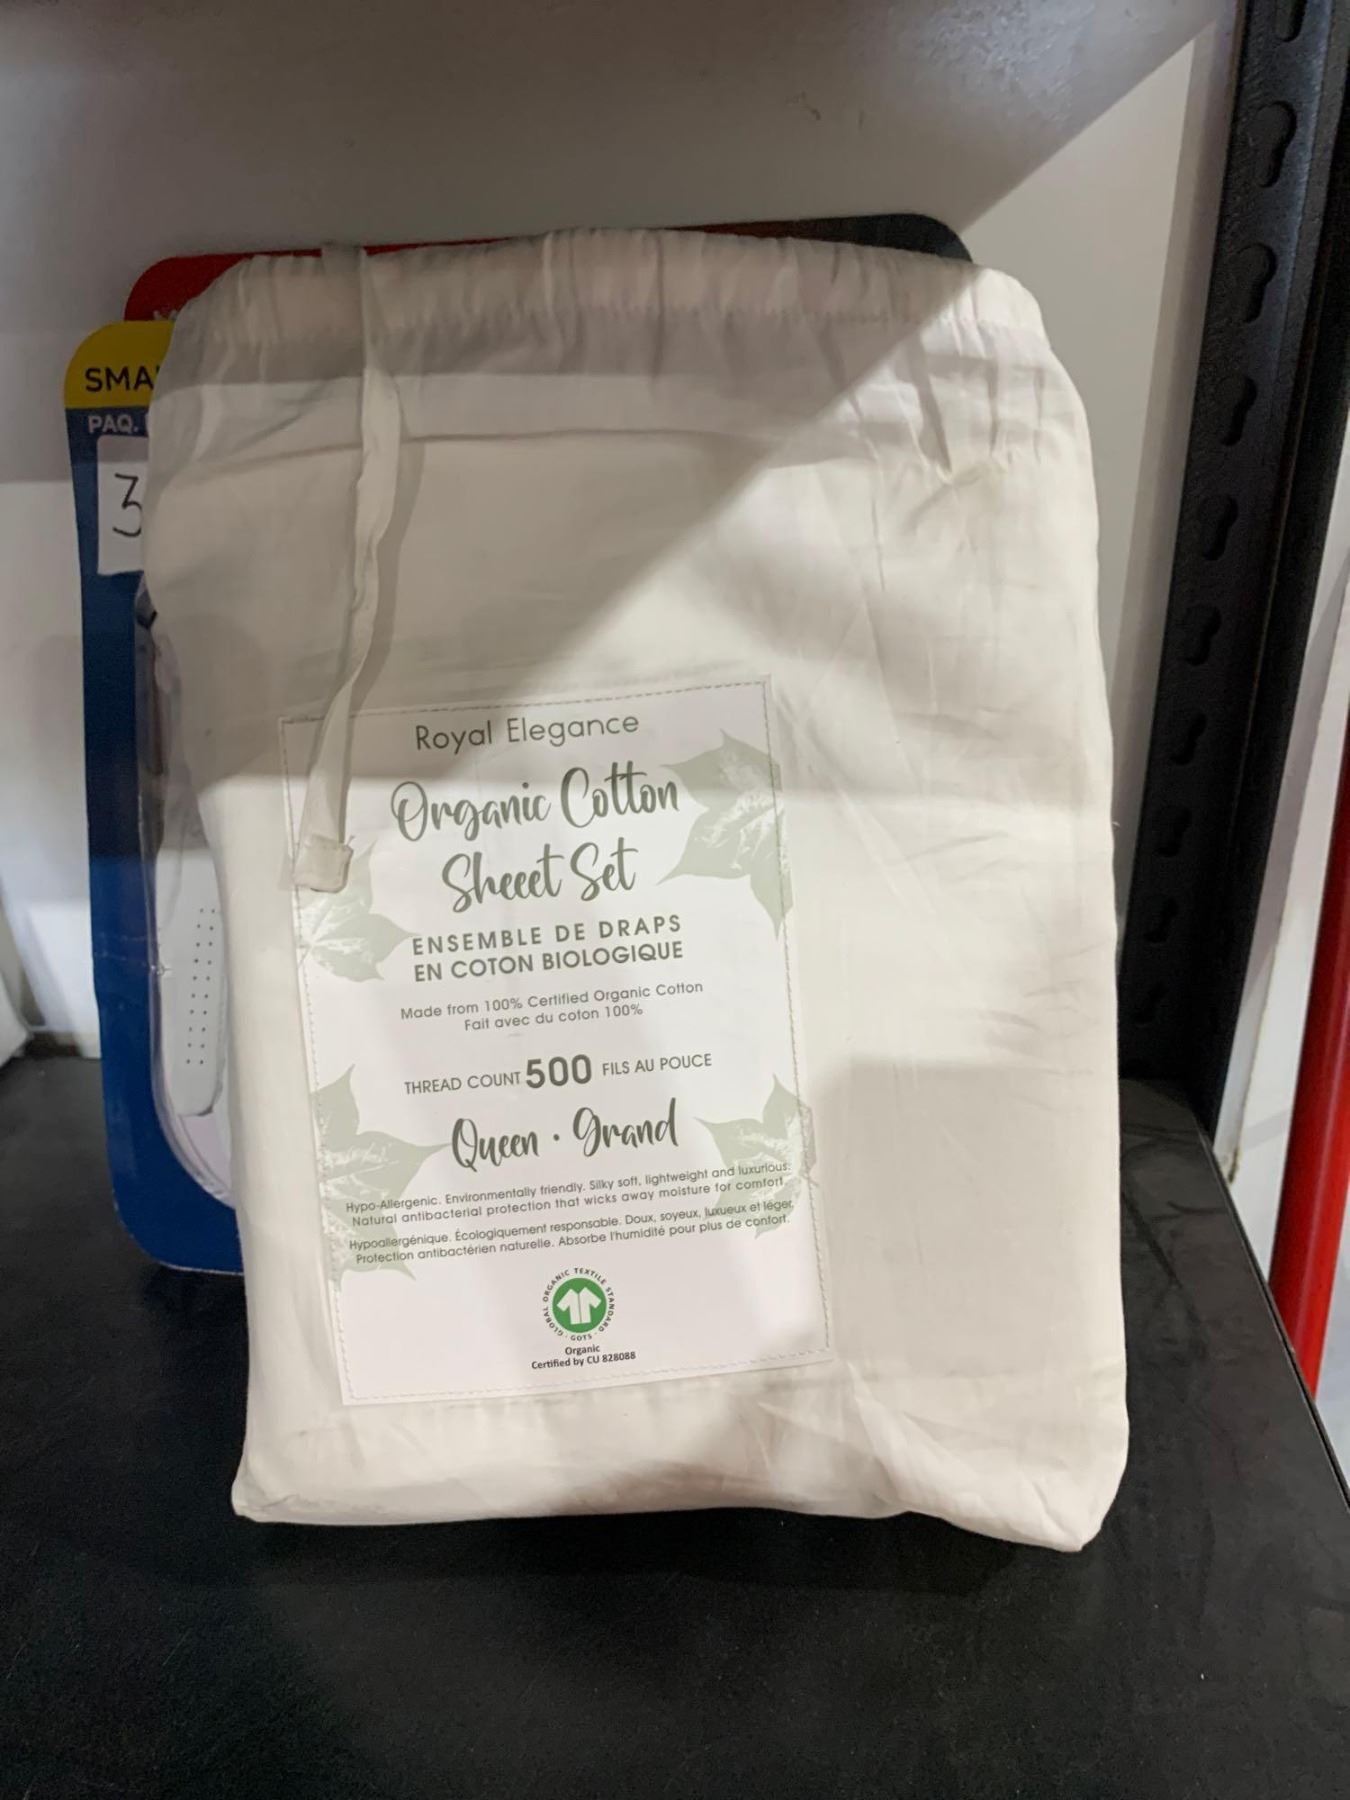 SMA
PAQ.
3
Royal Elegance
Organic Cotton
Sheeet Set
ENSEMBLE DE DRAPS
EN COTON BIOLOGIQUE
Made from 100% Certified Organic Cotton
Fait avec du coton 100%
THREAD COUNT 500 FILS AU POUCE
Queen · Grand
Hypo-Allergenic. Environmentally friendly. Silky soft, lightweight and luxurious.
Natural antibacterial protection that wicks away moisture for comfort.
Hypoallergénique. Écologiquement responsable. Doux, soyeux, luxueux et léger.
Protection antibactérien naturelle. Absorbe l'humidité pour plus de confort.
GLOBAL ORGANIC TEXTILE STANDARD · GOTS ·
Organic
Certified by CU 828088